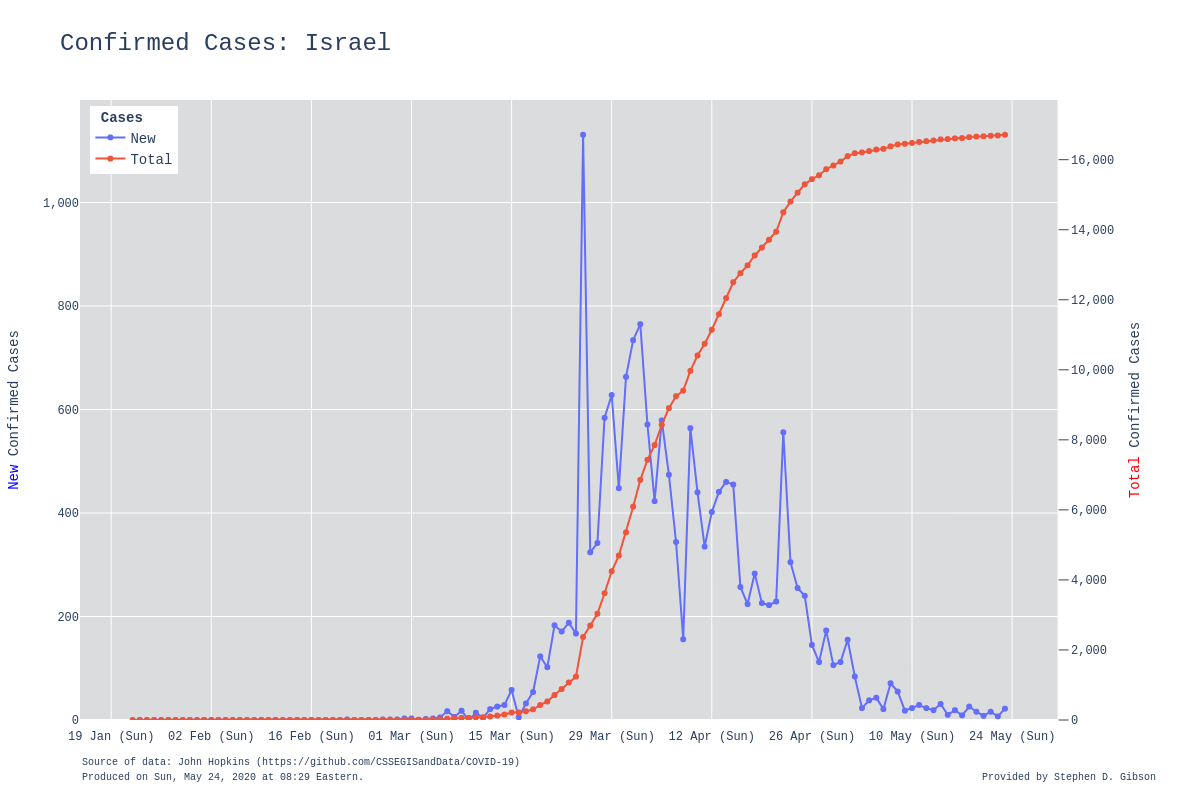 Confirmed Cases: Israel
Cases
New
Total
1,000
800
600
400
200
0
New Confirmed Cases
16,000
14,000
12,000
10,000
8,000
6,000
4,000
2,000
0
Total Confirmed Cases
19 Jan (Sun) 02 Feb (Sun) 16 Feb (Sun) 01 Mar (Sun) 15 Mar (Sun) 29 Mar (Sun) 12 Apr (Sun) 26 Apr (Sun) 10 May (Sun) 24 May (Sun)
Source of data: John Hopkins (https://github.com/CSSEGISandData/COVID-19)
Produced on Sun, May 24, 2020 at 08:29 Eastern.
Provided by Stephen D. Gibson